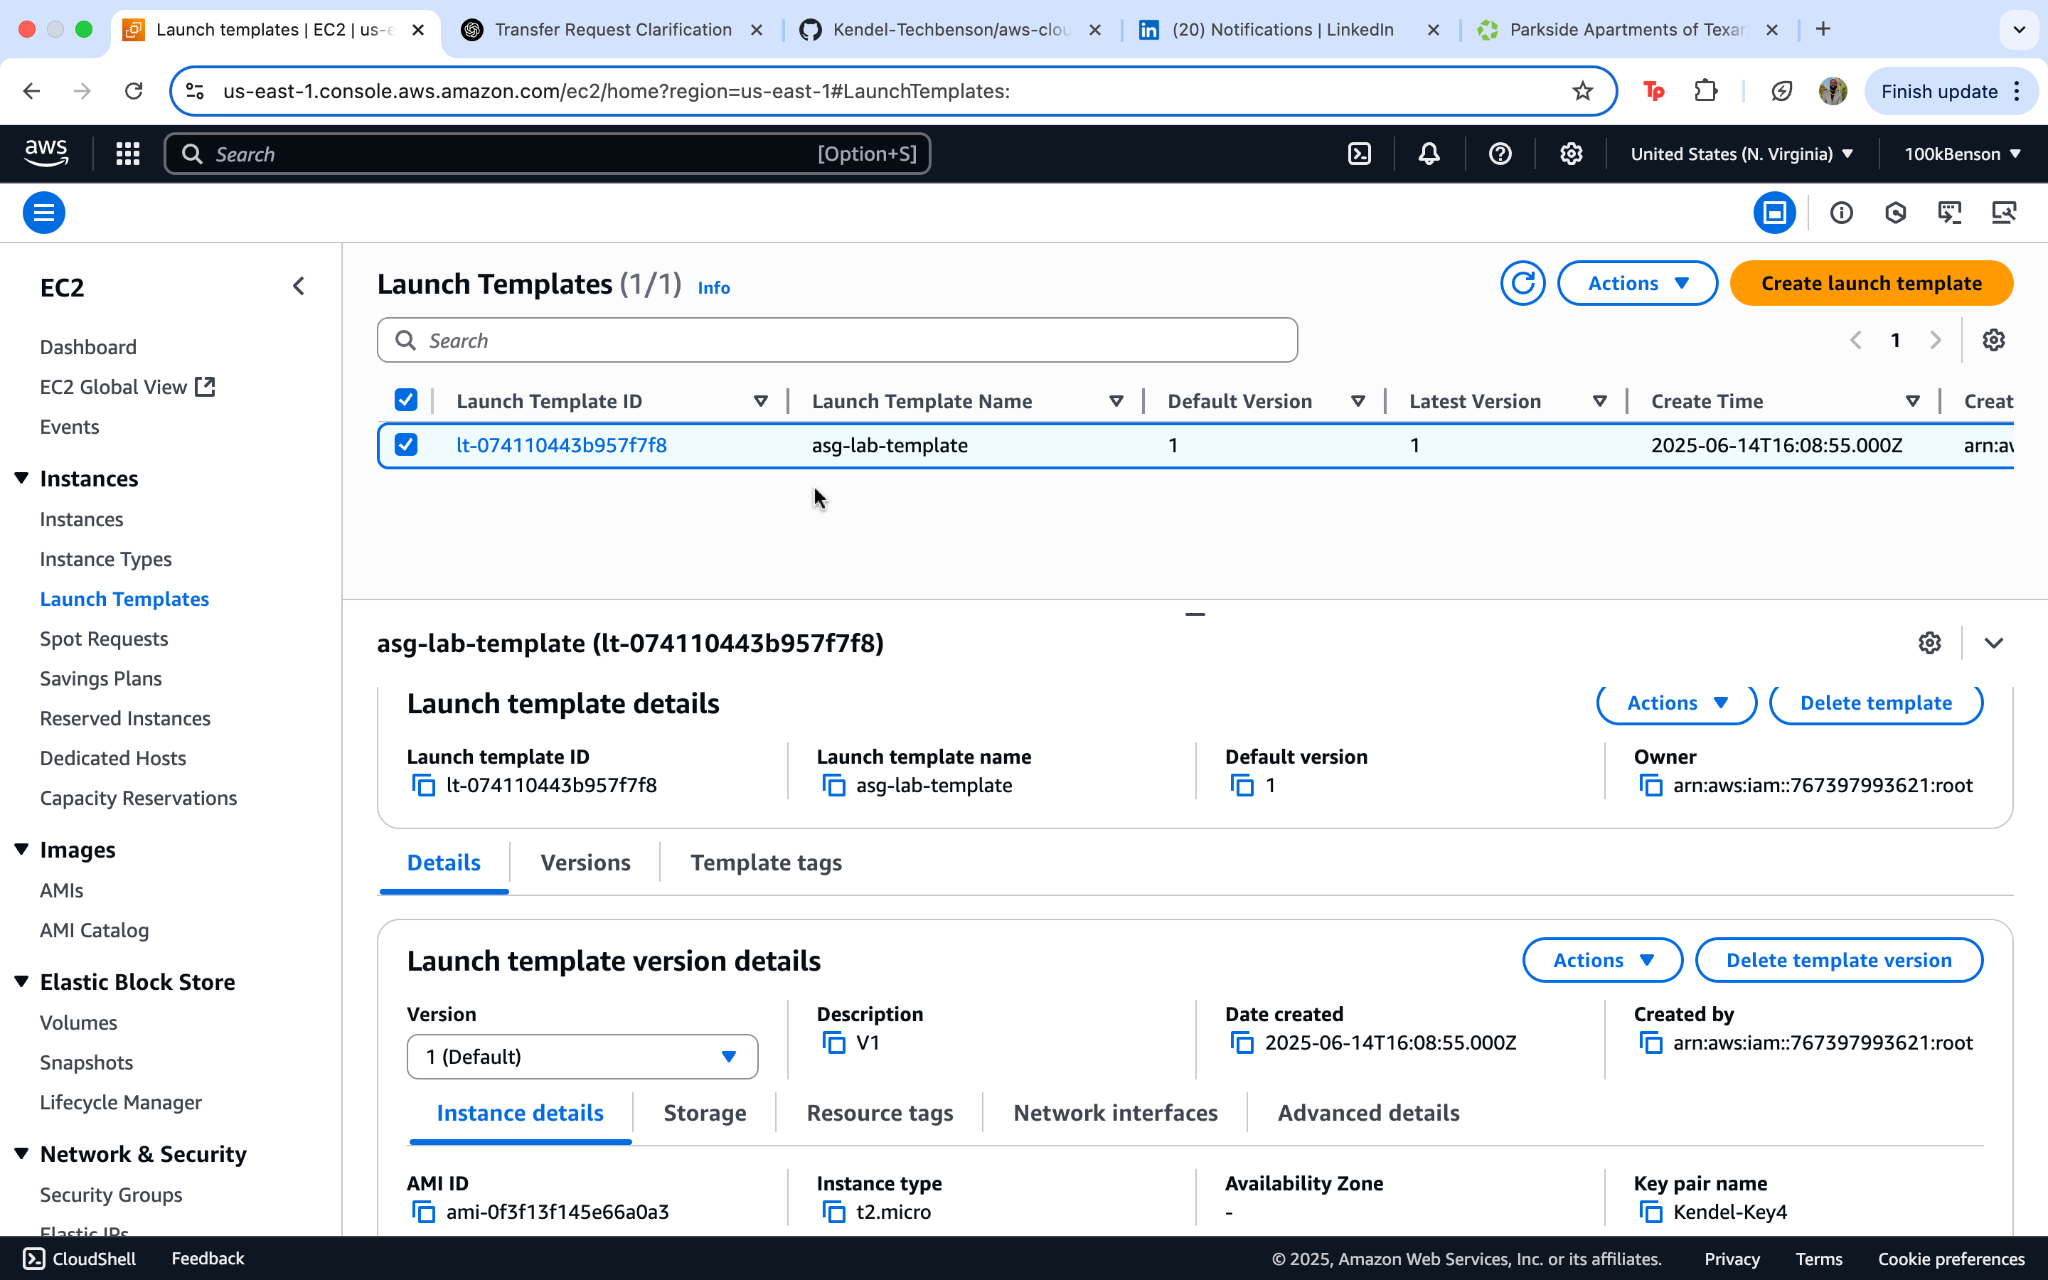 Launch templates | EC2 | us-e
Transfer Request Clarification
Kendel-Techbenson/aws-clou
(20) Notifications | LinkedIn
Parkside Apartments of Texar
us-east-1.console.aws.amazon.com/ec2/home?region=us-east-1#LaunchTemplates:
Tp
Finish update
aws
Search
[Option+S]
United States (N. Virginia)
100kBenson
EC2
Dashboard
EC2 Global View
Events
Instances
Instances
Instance Types
Launch Templates
Spot Requests
Savings Plans
Reserved Instances
Dedicated Hosts
Capacity Reservations
Images
AMIs
AMI Catalog
Elastic Block Store
Volumes
Snapshots
Lifecycle Manager
Network & Security
Security Groups
Elastic IPs
Launch Templates (1/1) Info
Actions
Create launch template
Search
1
Launch Template ID
Launch Template Name
Default Version
Latest Version
Create Time
Creat
lt-074110443b957f7f8
asg-lab-template
1
1
2025-06-14T16:08:55.000Z
arn:aw
asg-lab-template (lt-074110443b957f7f8)
Launch template details
Actions
Delete template
Launch template ID
lt-074110443b957f7f8
Launch template name
asg-lab-template
Default version
1
Owner
arn:aws:iam::767397993621:root
Details
Versions
Template tags
Launch template version details
Actions
Delete template version
Version
1 (Default)
Description
V1
Date created
2025-06-14T16:08:55.000Z
Created by
arn:aws:iam::767397993621:root
Instance details
Storage
Resource tags
Network interfaces
Advanced details
AMI ID
ami-0f3f13f145e66a0a3
Instance type
t2.micro
Availability Zone
-
Key pair name
Kendel-Key4
CloudShell
Feedback
© 2025, Amazon Web Services, Inc. or its affiliates.
Privacy
Terms
Cookie preferences